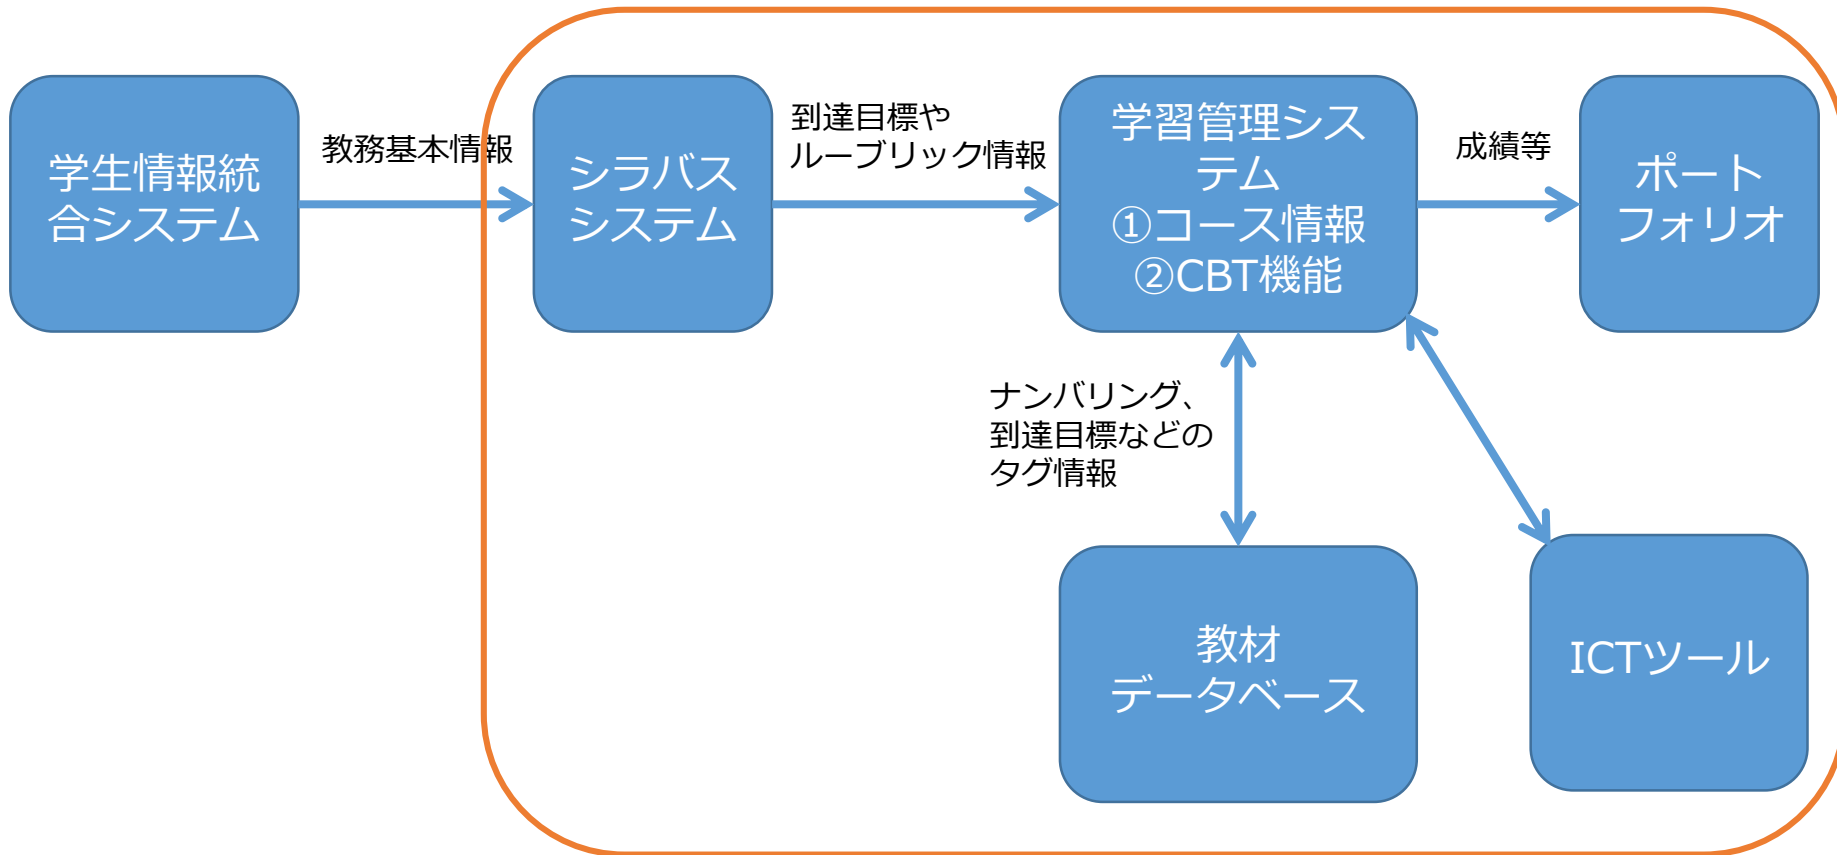 学生情報統
合システム
教務基本情報
シラバス
システム
到達目標や
ルーブリック情報
学習管理シス
テム
①コース情報
②CBT機能
成績等
ポート
フォリオ
ナンバリング、
到達目標などの
タグ情報
教材
データベース
ICTツール